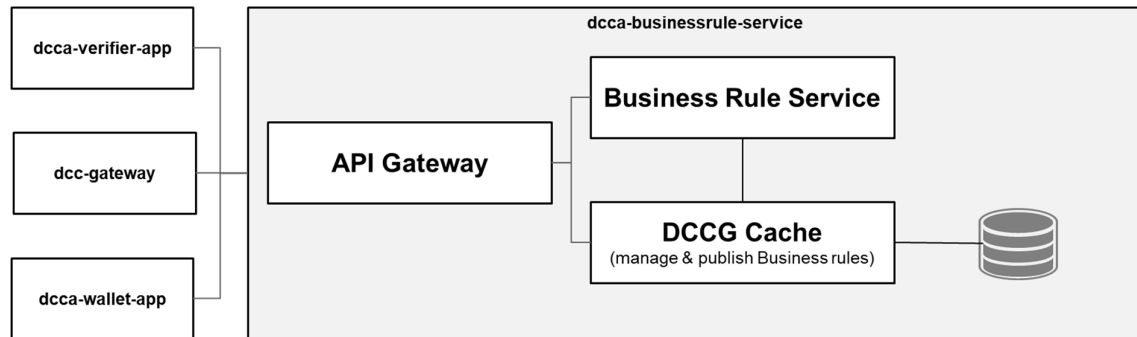 dcca-businessrule-service
dcca-verifier-app
Business Rule Service
API Gateway
dcc-gateway
DCCG Cache
(manage & publish Business rules)
dcca-wallet-app